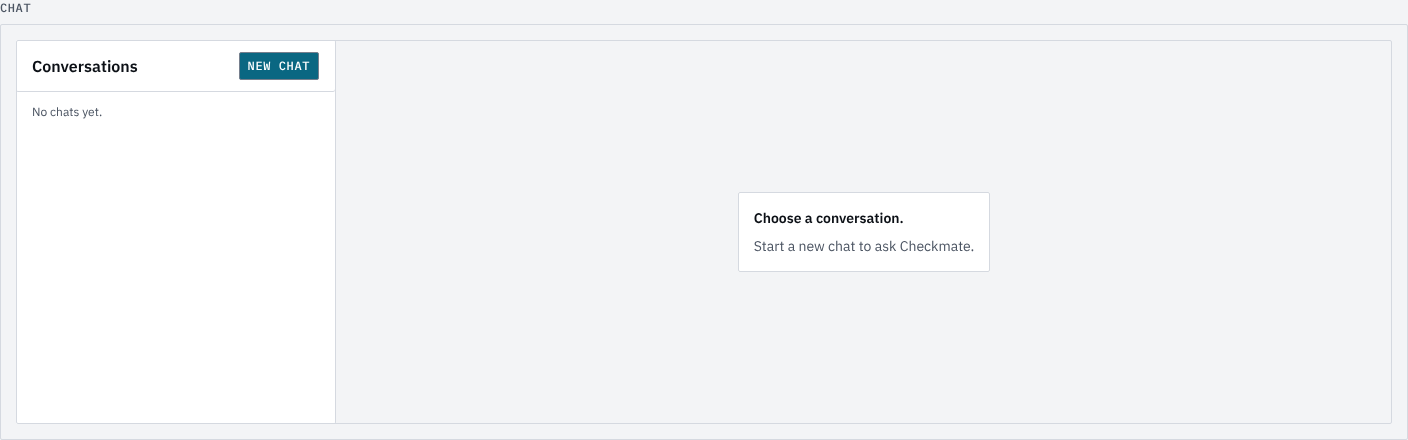 CHAT
Conversations
NEW CHAT
No chats yet.
Choose a conversation.
Start a new chat to ask Checkmate.